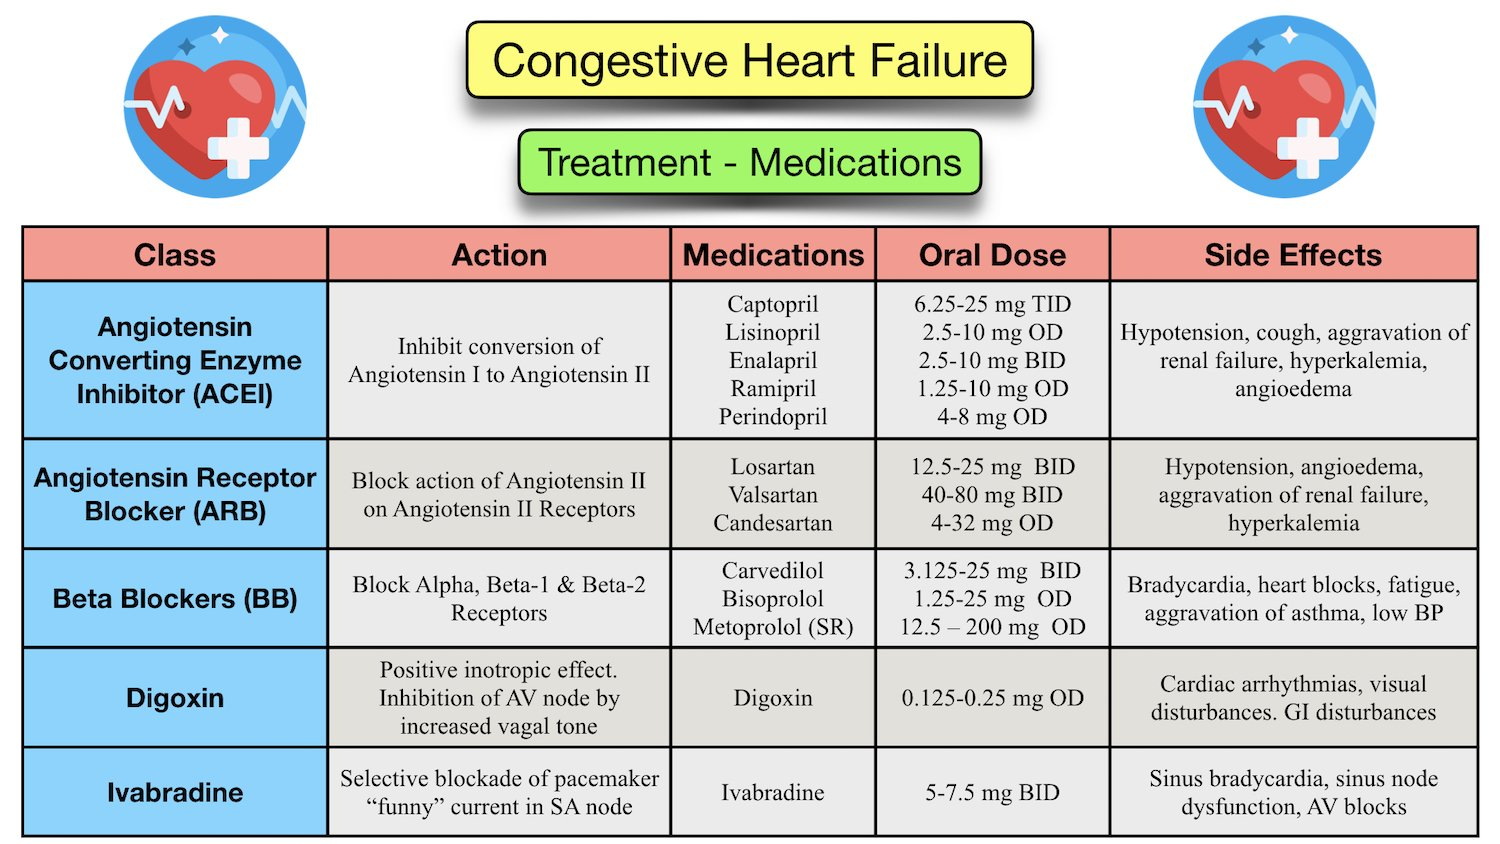 Congestive Heart Failure
Treatment - Medications
Class
Action
Medications
Oral Dose
Side Effects
Angiotensin
Converting Enzyme
Inhibitor (ACEI)
Inhibit conversion of
Angiotensin I to Angiotensin II
Captopril
Lisinopril
Enalapril
Ramipril
Perindopril
6.25-25 mg TID
2.5-10 mg OD
2.5-10 mg BID
1.25-10 mg OD
4-8 mg OD
Hypotension, cough, aggravation of
renal failure, hyperkalemia,
angioedema
Angiotensin Receptor
Blocker (ARB)
Block action of Angiotensin II
on Angiotensin II Receptors
Losartan
Valsartan
Candesartan
12.5-25 mg  BID
40-80 mg BID
4-32 mg OD
Hypotension, angioedema,
aggravation of renal failure,
hyperkalemia
Beta Blockers (BB)
Block Alpha, Beta-1 & Beta-2
Receptors
Carvedilol
Bisoprolol
Metoprolol (SR)
3.125-25 mg  BID
1.25-25 mg  OD
12.5 – 200 mg  OD
Bradycardia, heart blocks, fatigue,
aggravation of asthma, low BP
Digoxin
Positive inotropic effect.
Inhibition of AV node by
increased vagal tone
Digoxin
0.125-0.25 mg OD
Cardiac arrhythmias, visual
disturbances. GI disturbances
Ivabradine
Selective blockade of pacemaker
“funny” current in SA node
Ivabradine
5-7.5 mg BID
Sinus bradycardia, sinus node
dysfunction, AV blocks